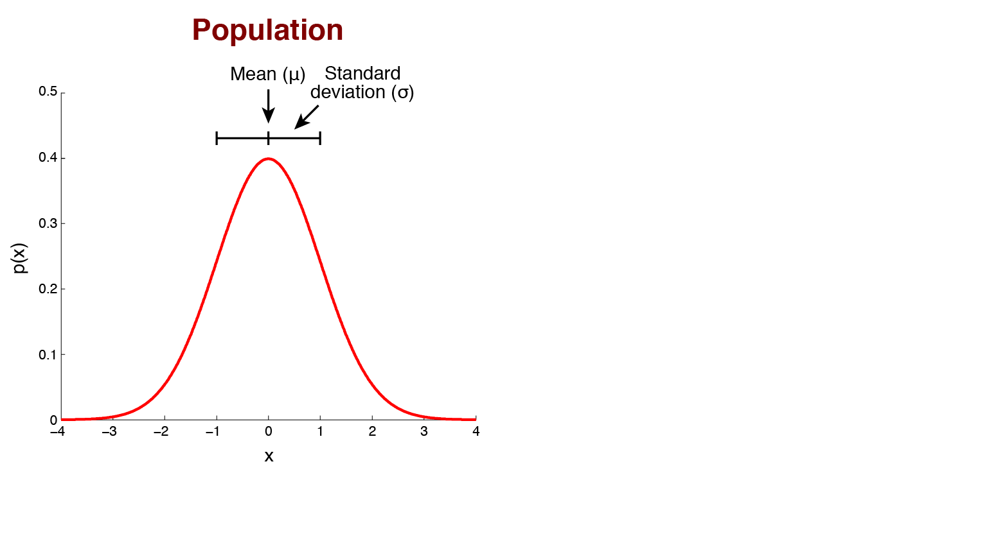 Population
Mean (μ)
Standard
deviation (σ)
0.5
0.4
0.3
0.2
0.1
0
p(x)
−4 −3 −2 −1 0 1 2 3 4
x